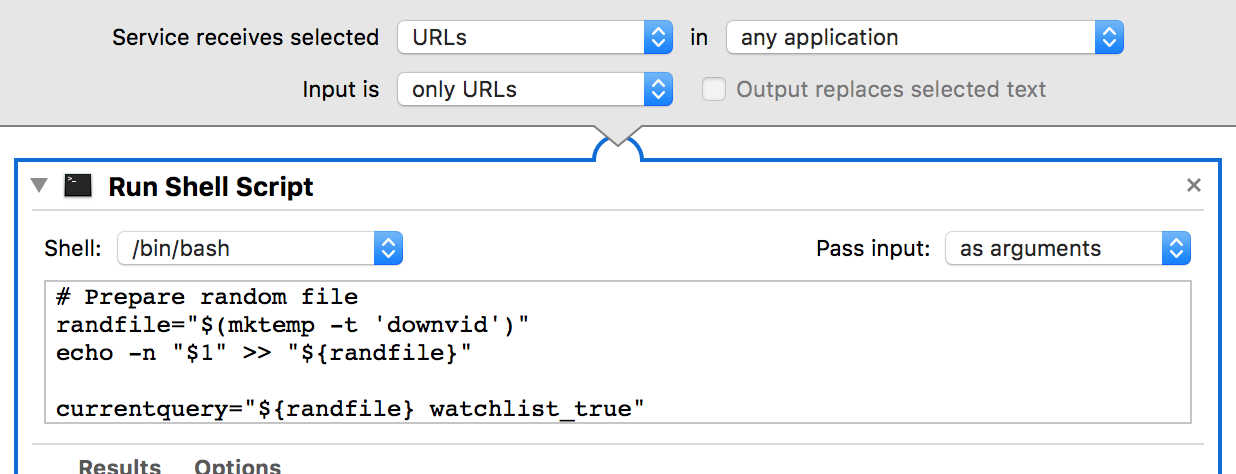 Service receives selected URLs in any application
Input is only URLs Output replaces selected text
>_
Run Shell Script
Shell: /bin/bash Pass input: as arguments
# Prepare random file
randfile="$(mktemp -t 'downvid')"
echo -n "$1" >> "${randfile}"
currentquery="${randfile} watchlist_true"
Results Options